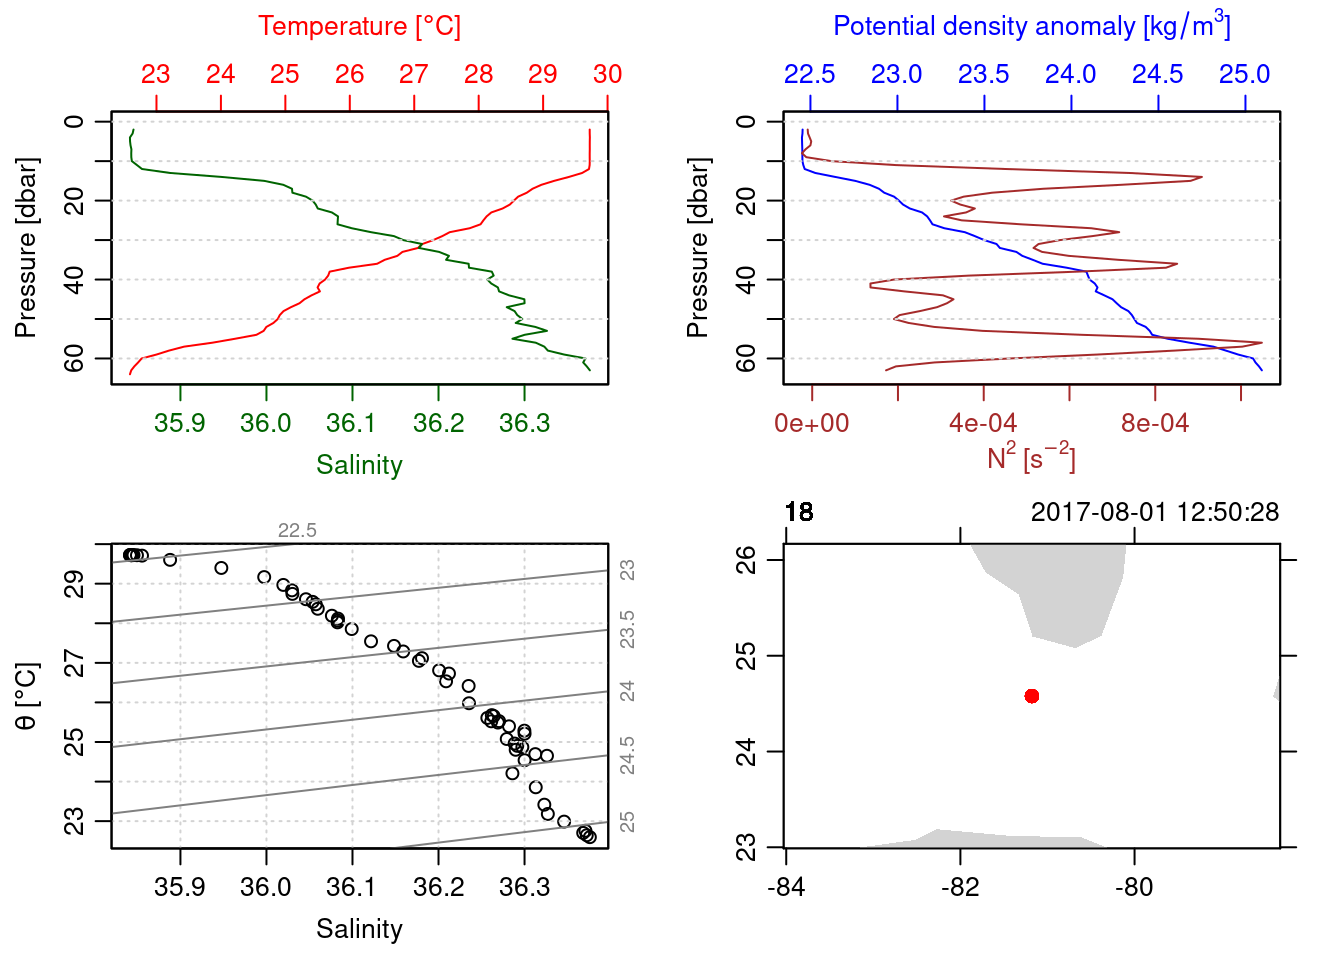 Temperature [°C]
23 24 25 26 27 28 29 30
Pressure [dbar]
0
20
40
60
35.9 36.0 36.1 36.2 36.3
Salinity
Potential density anomaly [kg/m³]
22.5 23.0 23.5 24.0 24.5 25.0
Pressure [dbar]
0
20
40
60
0e+00 4e-04 8e-04
N² [s⁻²]
22.5
θ [°C]
29
27
25
23
23
23.5
24
24.5
25
35.9 36.0 36.1 36.2 36.3
Salinity
18 2017-08-01 12:50:28
26
25
24
23
-84 -82 -80